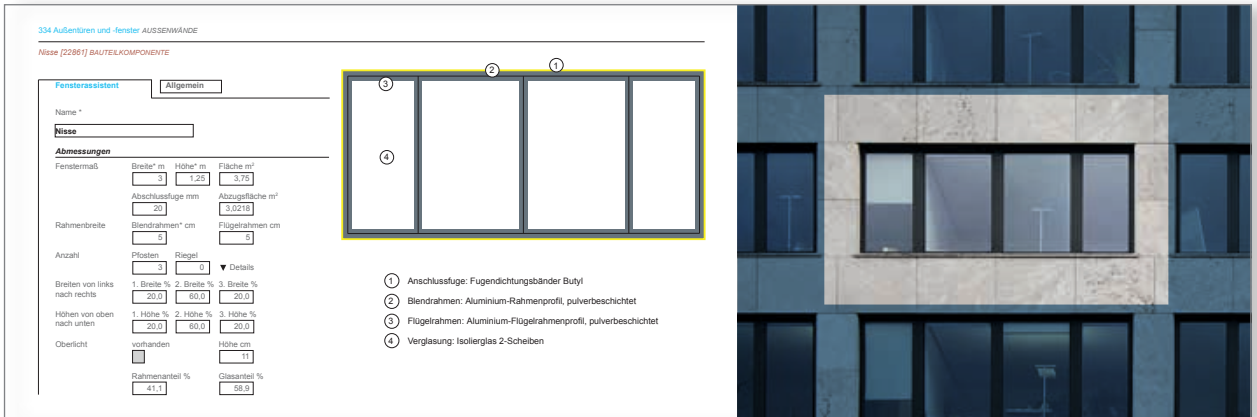 334 Außentüren und -fenster AUSSENWÄNDE
Nisse [22861] BAUTEILKOMPONENTE
Fensterassistent Allgemein
Name *
Nisse
Abmessungen
Fenstermaß Breite* m Höhe* m Fläche m²
3 1,25 3,75
Abschlussfuge mm Abzugsfläche m²
20 3,0218
Rahmenbreite Blendrahmen* cm Flügelrahmen cm
5 5
Anzahl Pfosten Riegel
3 0 ▼ Details
Breiten von links 1. Breite % 2. Breite % 3. Breite %
nach rechts 20,0 60,0 20,0
Höhen von oben 1. Höhe % 2. Höhe % 3. Höhe %
nach unten 20,0 60,0 20,0
Oberlicht vorhanden Höhe cm
11
Rahmenanteil % Glasanteil %
41,1 58,9
1
2
3
4
1 Anschlussfuge: Fugendichtungsbänder Butyl
2 Blendrahmen: Aluminium-Rahmenprofil, pulverbeschichtet
3 Flügelrahmen: Aluminium-Flügelrahmenprofil, pulverbeschichtet
4 Verglasung: Isolierglas 2-Scheiben